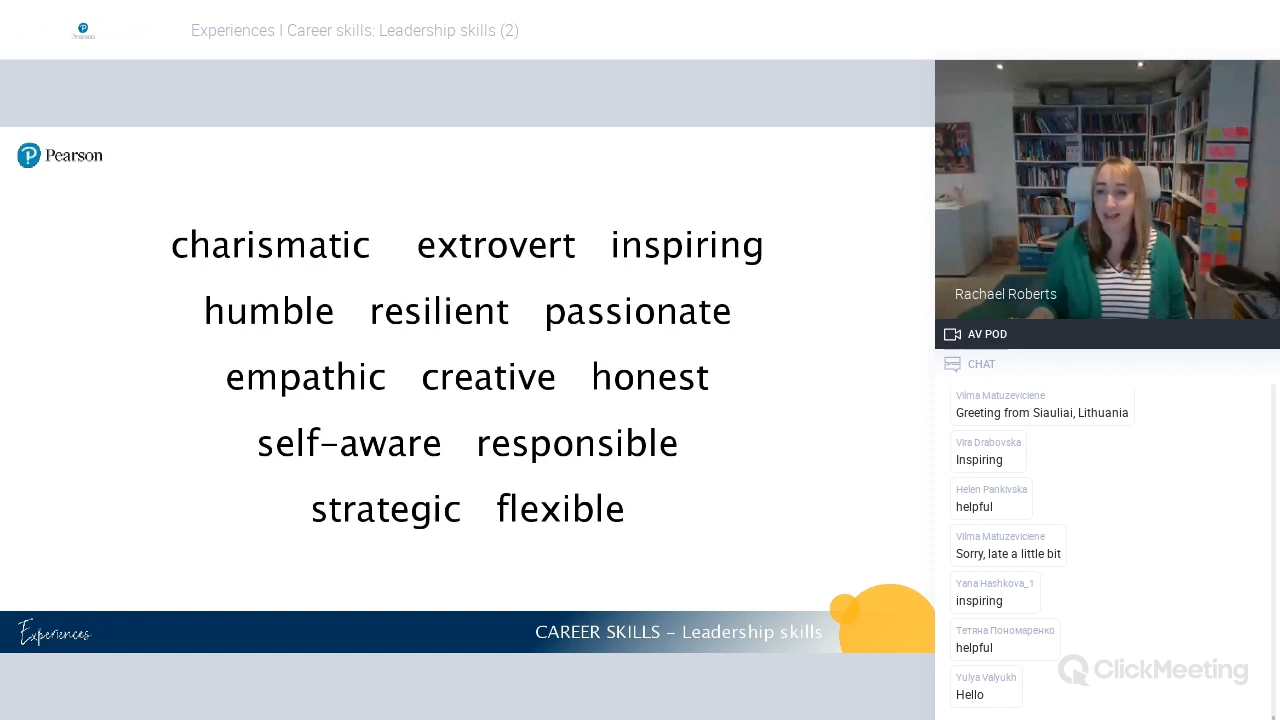 Pearson
Experiences I Career skills: Leadership skills (2)
Pearson
charismatic extrovert inspiring
humble resilient passionate
empathic creative honest
self-aware responsible
strategic flexible
Experiences
CAREER SKILLS - Leadership skills
Rachael Roberts
AV POD
CHAT
Vilma Matuzeviciene
Greeting from Siauliai, Lithuania
Vira Drabovska
Inspiring
Helen Pankivska
helpful
Vilma Matuzeviciene
Sorry, late a little bit
Yana Hashkova_1
inspiring
Тетяна Пономаренко
helpful
Yulya Valyukh
Hello
ClickMeeting